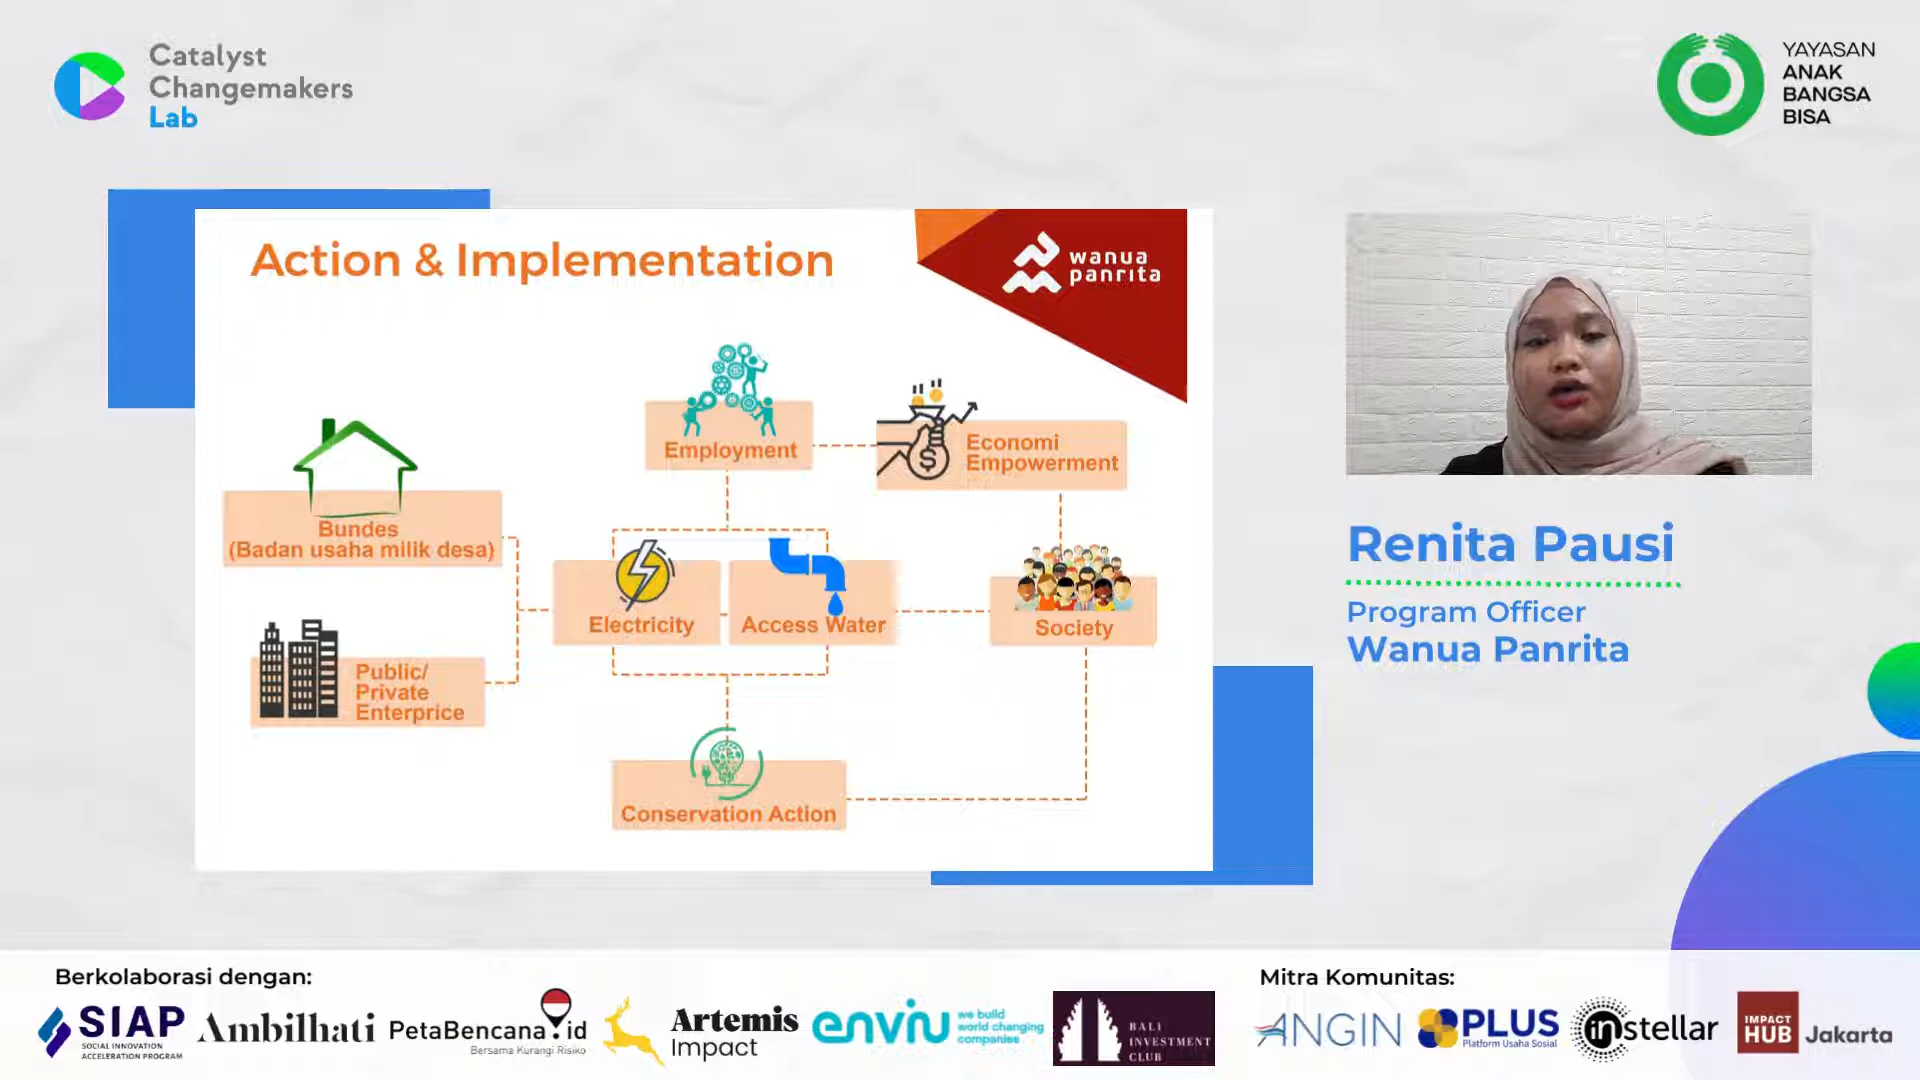 Catalyst
Changemakers
Lab
YAYASAN
ANAK
BANGSA
BISA
Action & Implementation
wanua
panrita
Employment
Economi
Empowerment
Bundes
(Badan usaha milik desa)
Electricity
Access Water
Society
Public/
Private
Enterprice
Conservation Action
Renita Pausi
Program Officer
Wanua Panrita
Berkolaborasi dengan:
SIAP
SOCIAL INNOVATION
ACCELERATION PROGRAM
Ambilhati
PetaBencana.id
Bersama Kurangi Risiko
Artemis
Impact
enviu
we build
world changing
companies
BALI
INVESTMENT
CLUB
Mitra Komunitas:
ANGIN
PLUS
Platform Usaha Sosial
instellar
IMPACT
HUB
Jakarta